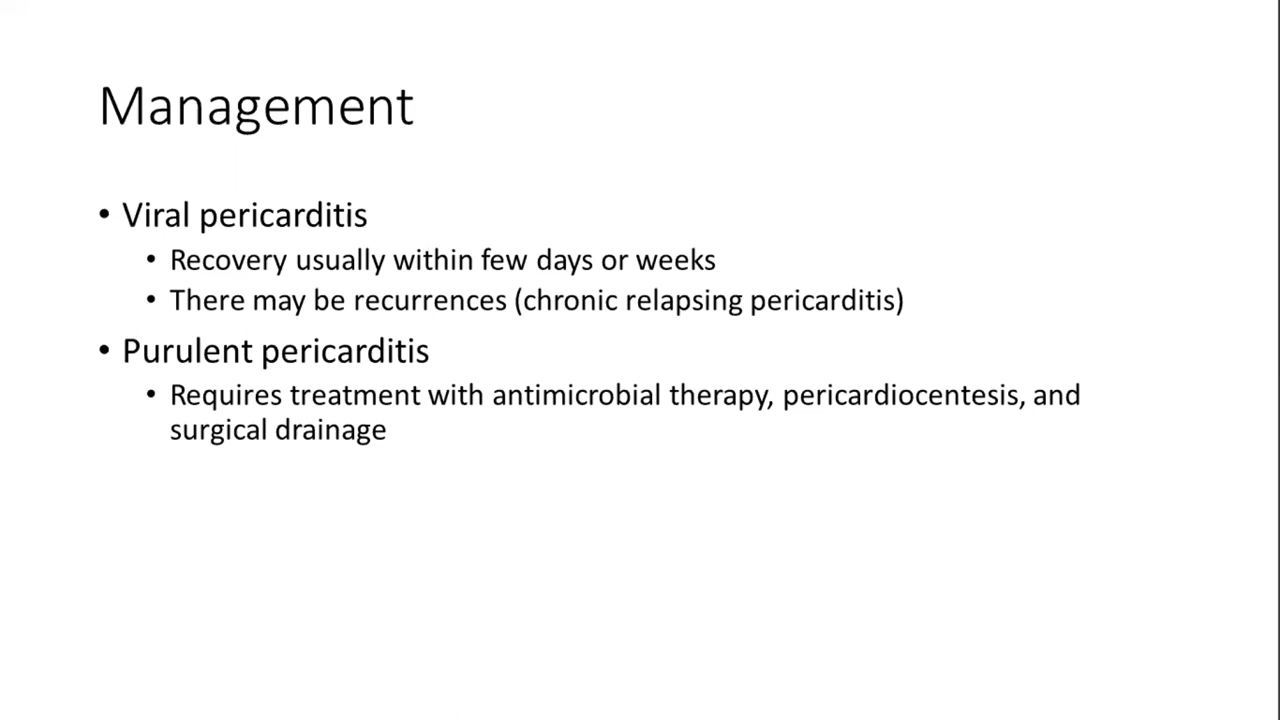 Management
• Viral pericarditis
• Recovery usually within few days or weeks
• There may be recurrences (chronic relapsing pericarditis)
• Purulent pericarditis
• Requires treatment with antimicrobial therapy, pericardiocentesis, and
surgical drainage